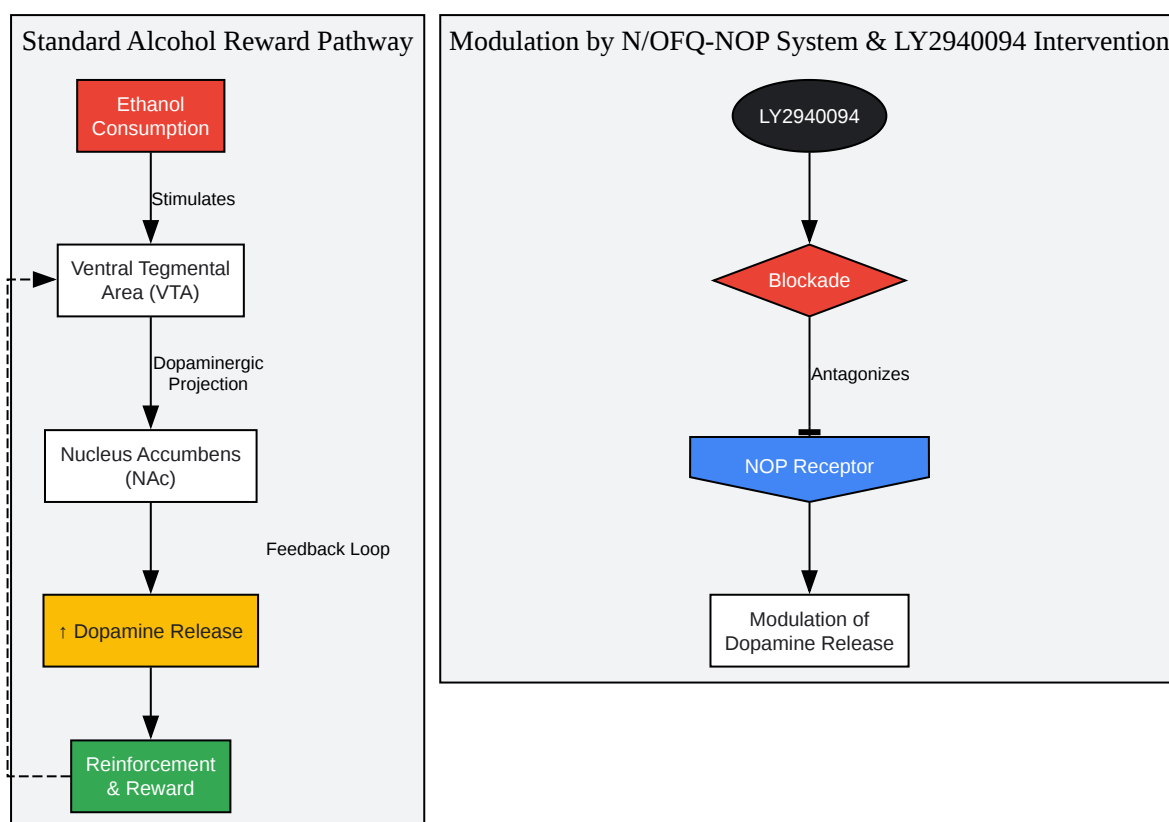 Standard Alcohol Reward Pathway
Ethanol
Consumption
Stimulates
Ventral Tegmental
Area (VTA)
Dopaminergic
Projection
Nucleus Accumbens
(NAc)
Feedback Loop
↑ Dopamine Release
Reinforcement
& Reward
Modulation by N/OFQ-NOP System & LY2940094 Intervention
LY2940094
Blockade
Antagonizes
NOP Receptor
Modulation of
Dopamine Release